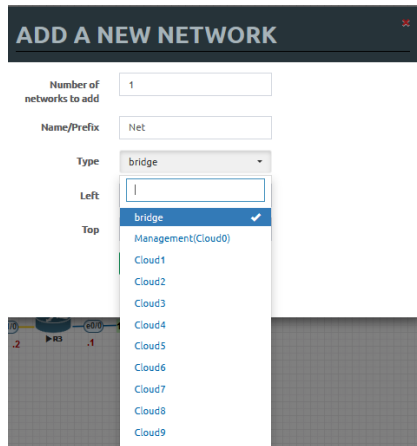 ADD A NEW NETWORK
Number of
networks to add
1
Name/Prefix
Net
Type
bridge
Left
bridge
Management(Cloud0)
Top
Cloud1
Cloud2
Cloud3
Cloud4
Cloud5
Cloud6
Cloud7
Cloud8
Cloud9
e0/0
R3
.2
.1